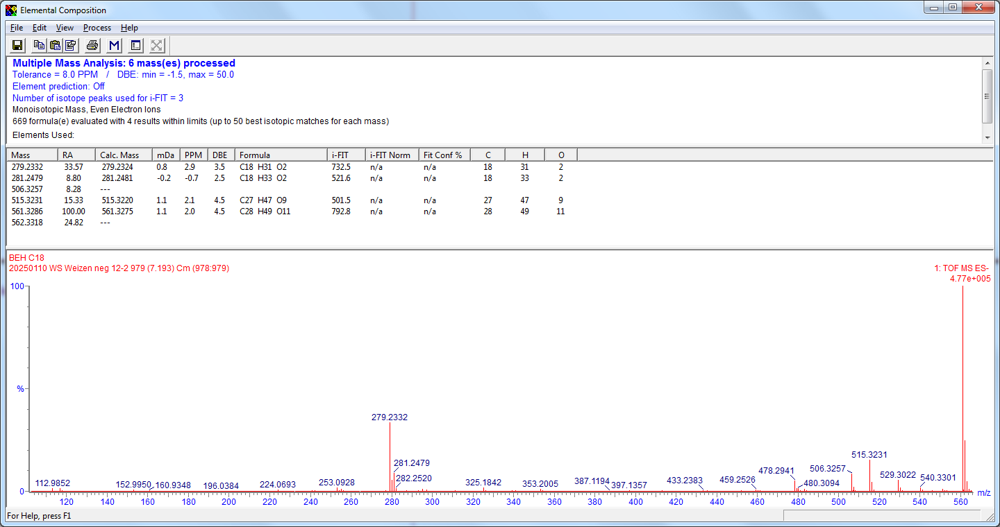 Elemental Composition
File Edit View Process Help
M
Multiple Mass Analysis: 6 mass(es) processed
Tolerance = 8.0 PPM / DBE: min = -1.5, max = 50.0
Element prediction: Off
Number of isotope peaks used for i-FIT = 3
Monoisotopic Mass, Even Electron Ions
669 formula(e) evaluated with 4 results within limits (up to 50 best isotopic matches for each mass)
Elements Used:
Mass RA Calc. Mass mDa PPM DBE Formula i-FIT i-FIT Norm Fit Conf % C H O
279.2332 33.57 279.2324 0.8 2.9 3.5 C18 H31 O2 732.5 n/a n/a 18 31 2
281.2479 8.80 281.2481 -0.2 -0.7 2.5 C18 H33 O2 521.6 n/a n/a 18 33 2
506.3257 8.28 ---
515.3231 15.33 515.3220 1.1 2.1 4.5 C27 H47 O9 501.5 n/a n/a 27 47 9
561.3286 100.00 561.3275 1.1 2.0 4.5 C28 H49 O11 792.8 n/a n/a 28 49 11
562.3318 24.82 ---
BEH C18
20250110 WS Weizen neg 12-2 979 (7.193) Cm (978:979)
1: TOF MS ES-
4.77e+005
100
%
0
279.2332
515.3231
281.2479
506.3257
478.2941
529.3022
282.2520
540.3301
112.9852
152.9950
160.9348
196.0384
224.0693
253.0928
325.1842
353.2005
387.1194
397.1357
433.2383
459.2526
480.3094
120 140 160 180 200 220 240 260 280 300 320 340 360 380 400 420 440 460 480 500 520 540 560
m/z
For Help, press F1